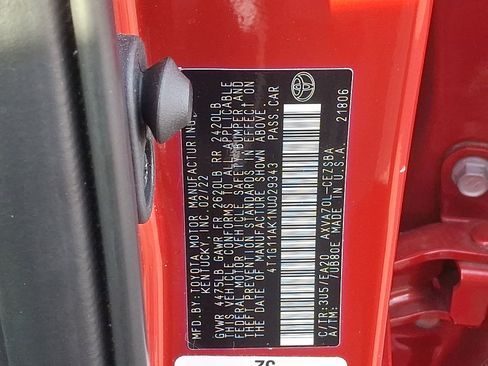 MFD.BY:TOYOTA MOTOR MANUFACTURING
KENTUCKY, INC. 02/22
GVWR 4475LB GAWR FR 2620LB RR 2420LB
THIS VEHICLE CONFORMS TO ALL APPLICABLE
FEDERAL MOTOR VEHICLE SAFETY, BUMPER AND
THEFT PREVENTION STANDARDS IN EFFECT ON
THE DATE OF MANUFACTURE SHOWN ABOVE.
4T1G11AK1NU029343 PASS.CAR
C/TR:3U5/EA20 AXVA70L-CEZSBA
A/TM: /UB80E MADE IN U.S.A. 21806